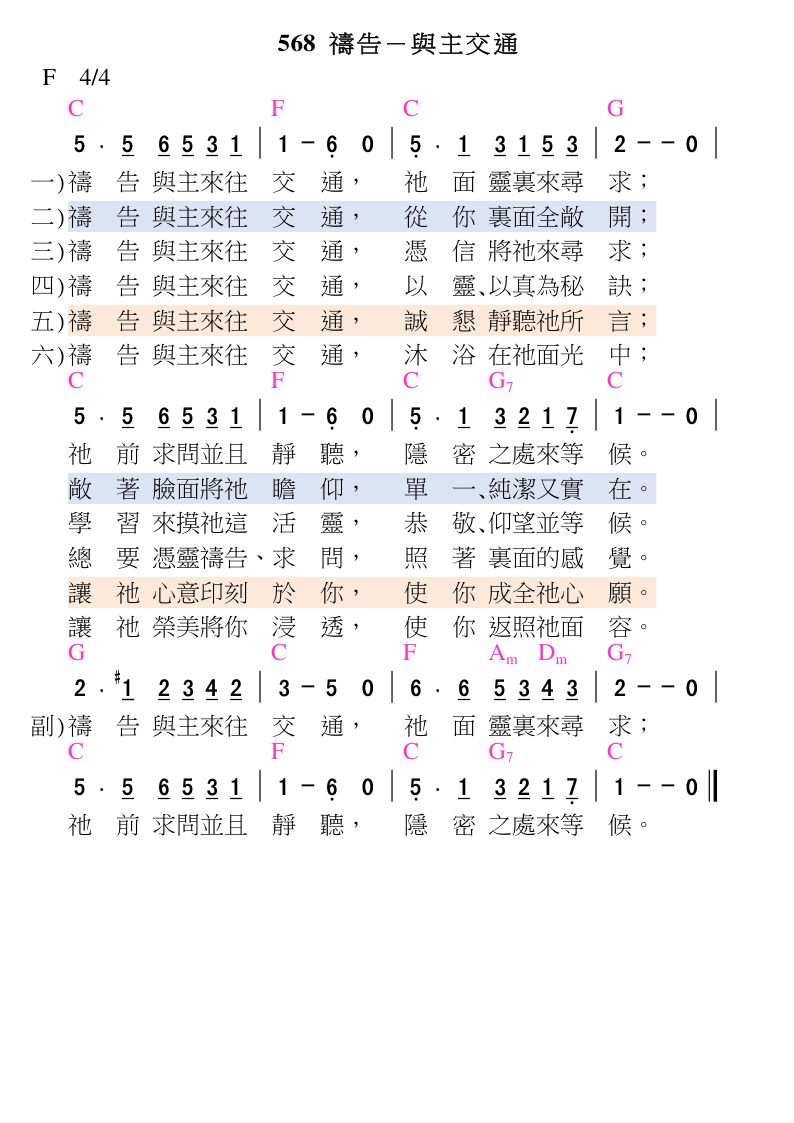 568 禱告－與主交通
F 4/4
C F C G
5 · 5 6 5 3 1 | 1 － 6 0 | 5 · 1 3 1 5 3 | 2 － － 0 |
一)禱 告 與主來往 交 通， 祂 面 靈裏來尋 求；
二)禱 告 與主來往 交 通， 從 你 裏面全敞 開；
三)禱 告 與主來往 交 通， 憑 信 將祂來尋 求；
四)禱 告 與主來往 交 通， 以 靈、以真為秘 訣；
五)禱 告 與主來往 交 通， 誠 懇 靜聽祂所 言；
六)禱 告 與主來往 交 通， 沐 浴 在祂面光 中；
C F C G7 C
5 · 5 6 5 3 1 | 1 － 6 0 | 5 · 1 3 2 1 7 | 1 － － 0 |
祂 前 求問並且 靜 聽， 隱 密 之處來等 候。
敞 著 臉面將祂 瞻 仰， 單 一、純潔又實 在。
學 習 來摸祂這 活 靈， 恭 敬、仰望並等 候。
總 要 憑靈禱告、求 問， 照 著 裏面的感 覺。
讓 祂 心意印刻 於 你， 使 你 成全祂心 願。
讓 祂 榮美將你 浸 透， 使 你 返照祂面 容。
G C F Am Dm G7
2 · #1 2 3 4 2 | 3 － 5 0 | 6 · 6 5 3 4 3 | 2 － － 0 |
副)禱 告 與主來往 交 通， 祂 面 靈裏來尋 求；
C F C G7 C
5 · 5 6 5 3 1 | 1 － 6 0 | 5 · 1 3 2 1 7 | 1 － － 0 ‖
祂 前 求問並且 靜 聽， 隱 密 之處來等 候。